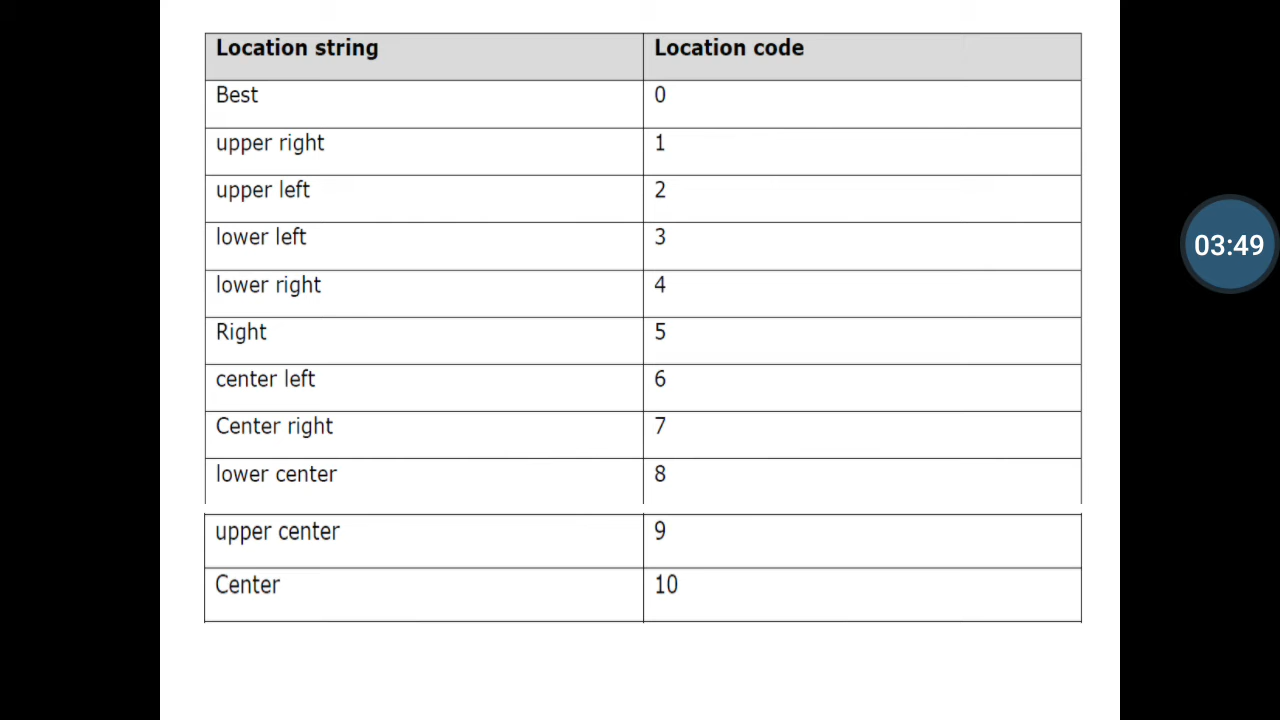 Location string Location code
Best 0
upper right 1
upper left 2
lower left 3
lower right 4
Right 5
center left 6
Center right 7
lower center 8
upper center 9
Center 10
03:49